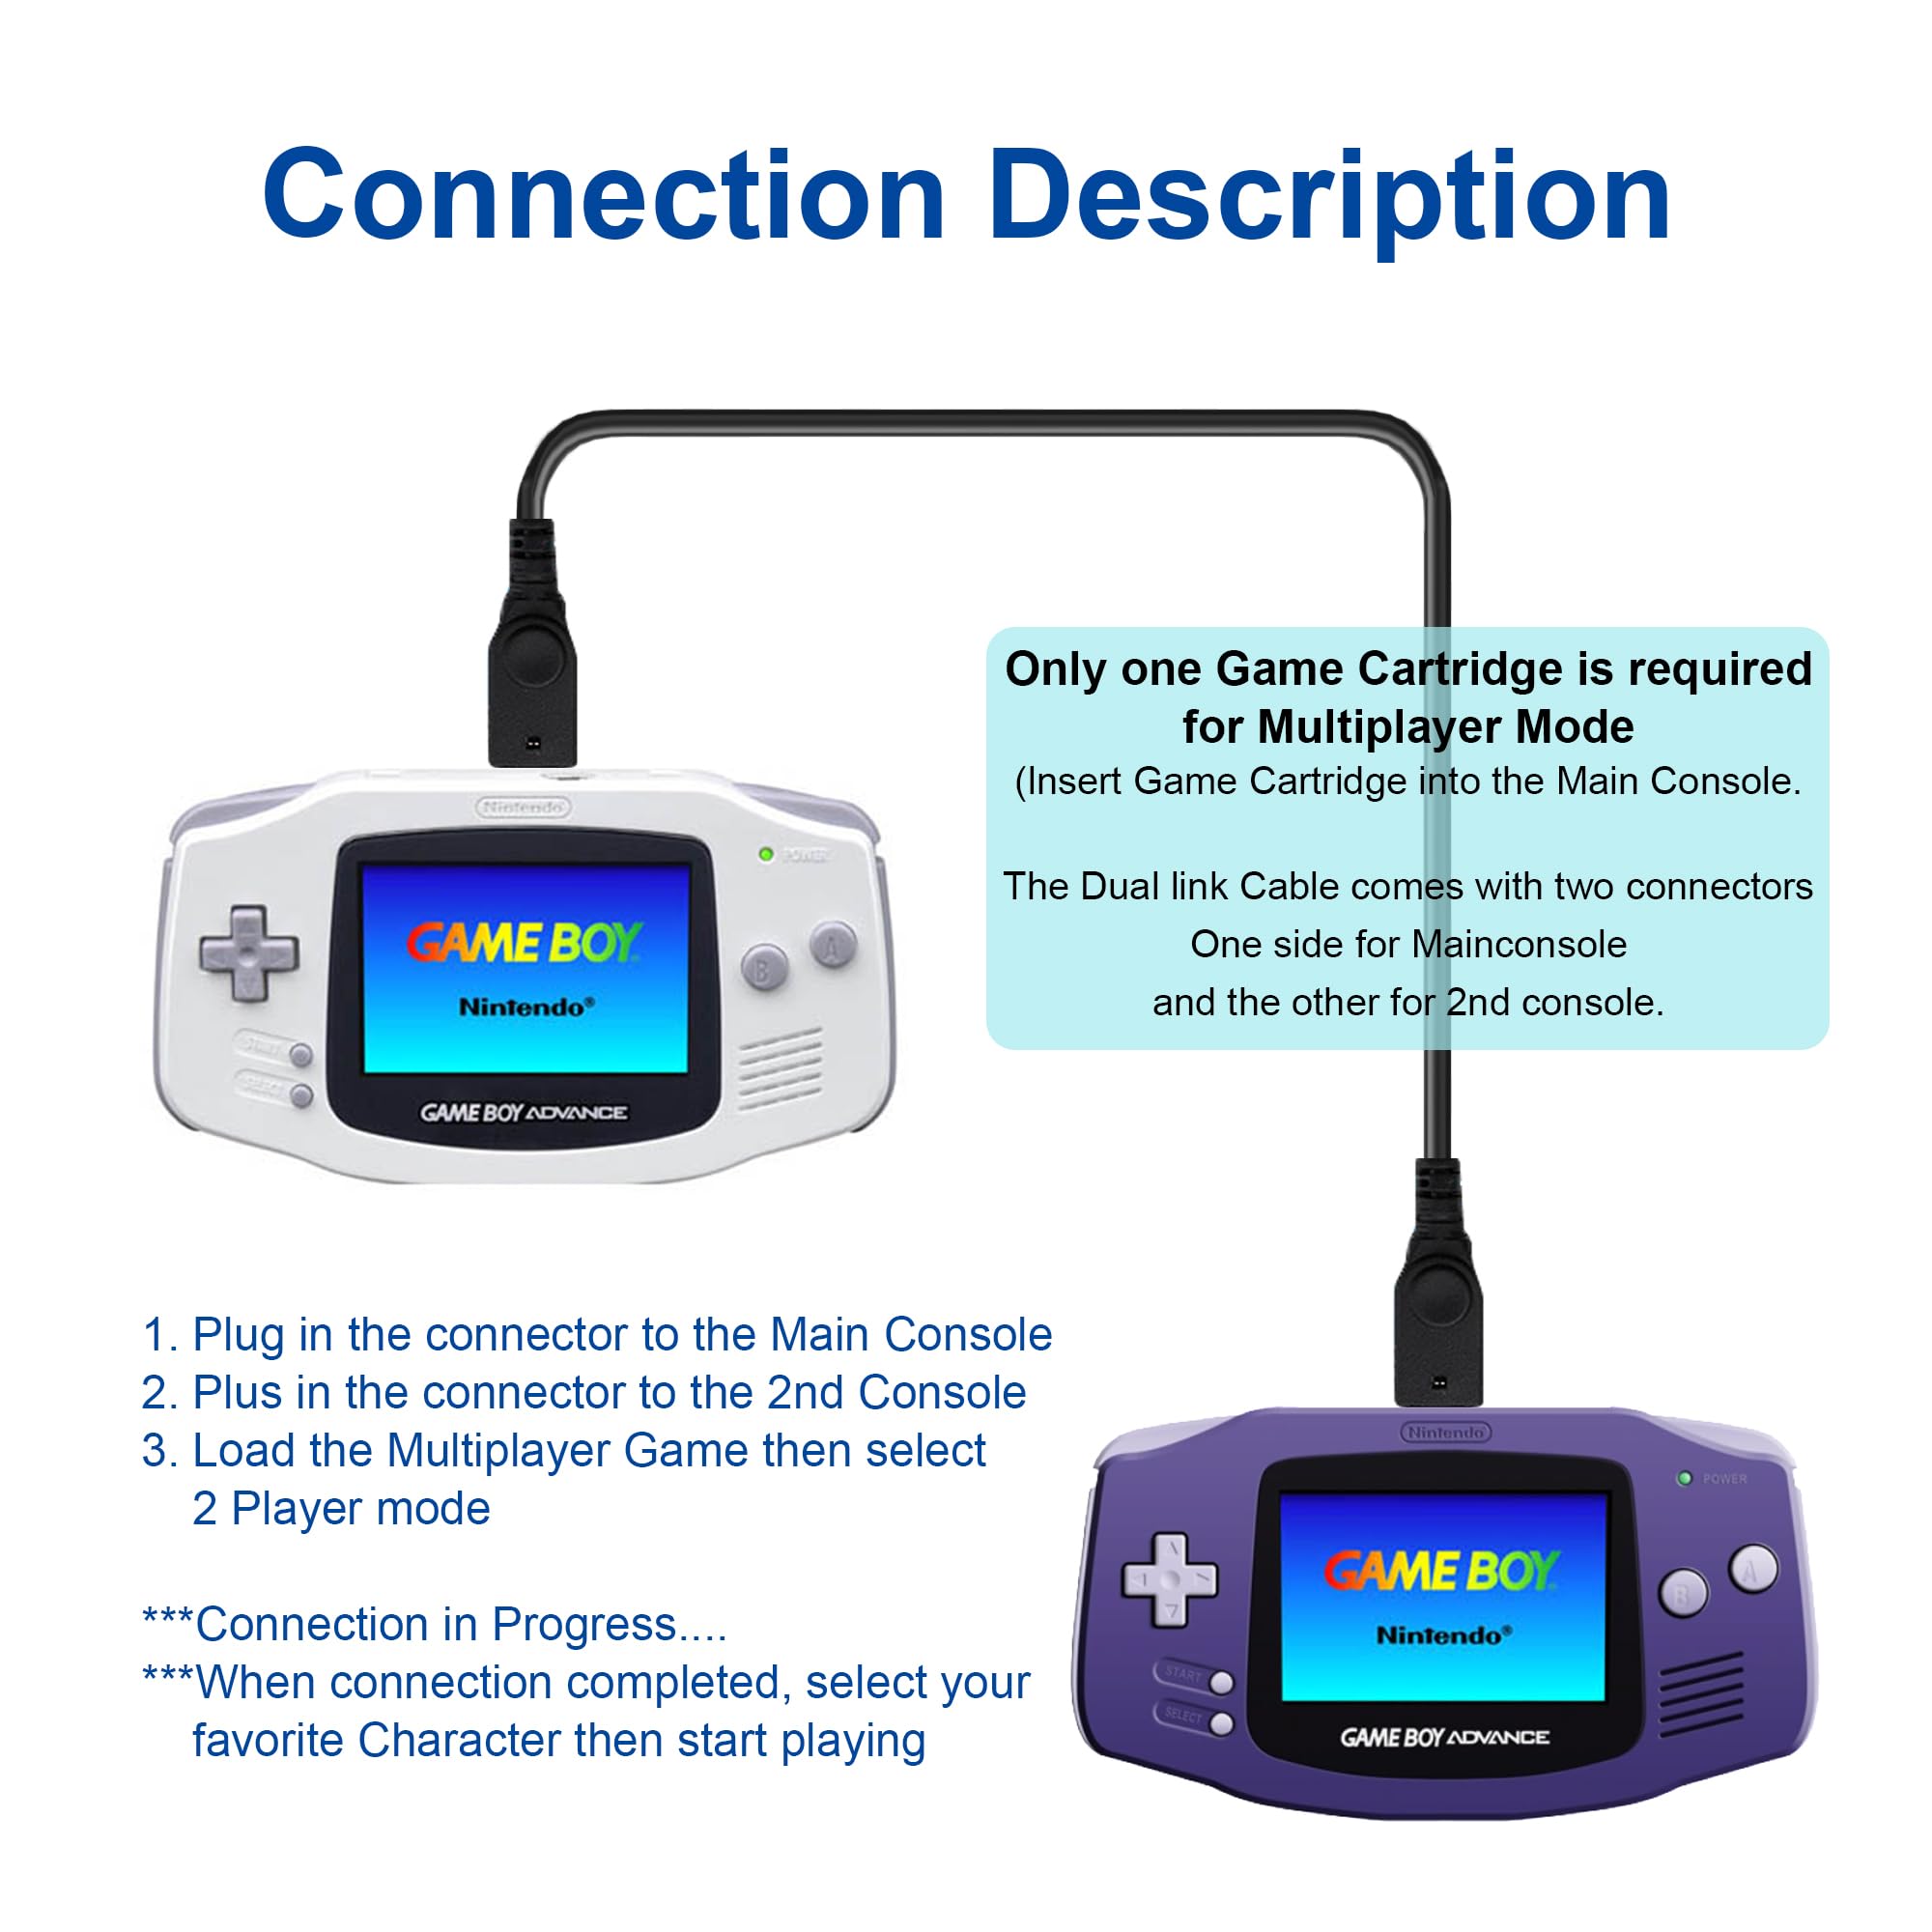 Connection Description
Only one Game Cartridge is required
for Multiplayer Mode
(Insert Game Cartridge into the Main Console.
The Dual link Cable comes with two connectors
One side for Mainconsole
and the other for 2nd console.
Nintendo
POWER
GAME BOY
Nintendo®
B
A
START
SELECT
GAME BOY ADVANCE
1. Plug in the connector to the Main Console
2. Plus in the connector to the 2nd Console
3. Load the Multiplayer Game then select
2 Player mode
***Connection in Progress....
***When connection completed, select your
favorite Character then start playing
Nintendo
POWER
GAME BOY
Nintendo®
B
A
START
SELECT
GAME BOY ADVANCE